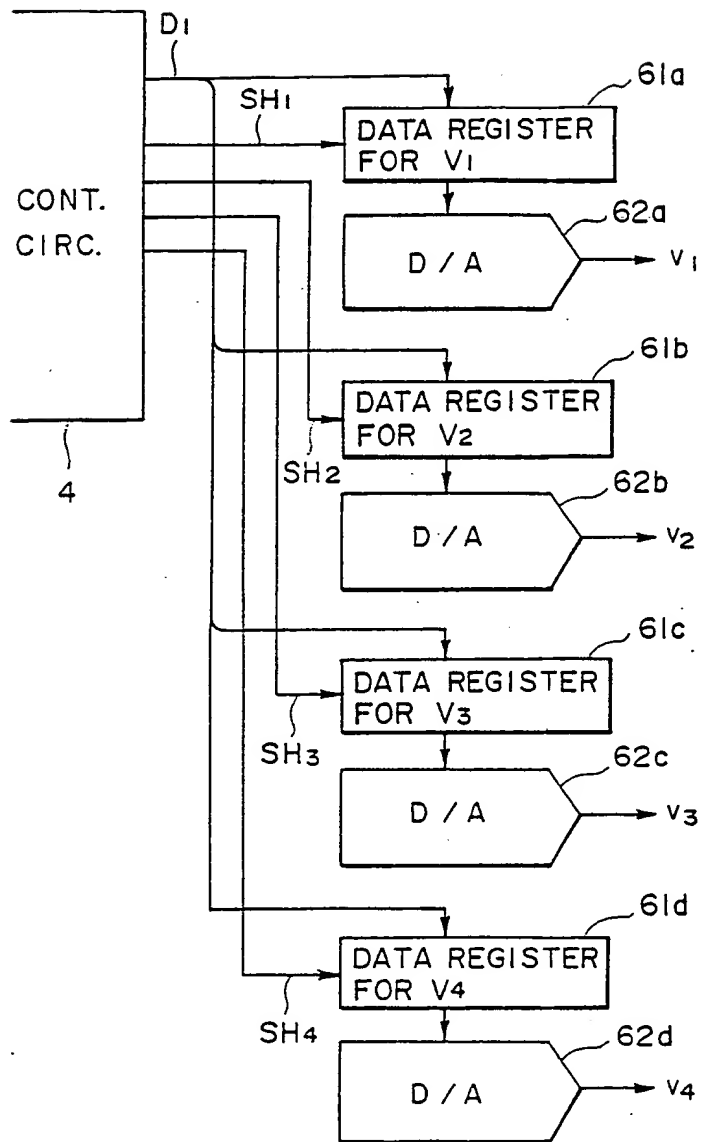 D1
61a
SH1
DATA REGISTER
FOR V1
CONT.
CIRC.
62a
D / A
v1
61b
DATA REGISTER
FOR V2
SH2
4
62b
D / A
v2
61c
DATA REGISTER
FOR V3
SH3
62c
D / A
v3
61d
DATA REGISTER
FOR V4
SH4
62d
D / A
v4